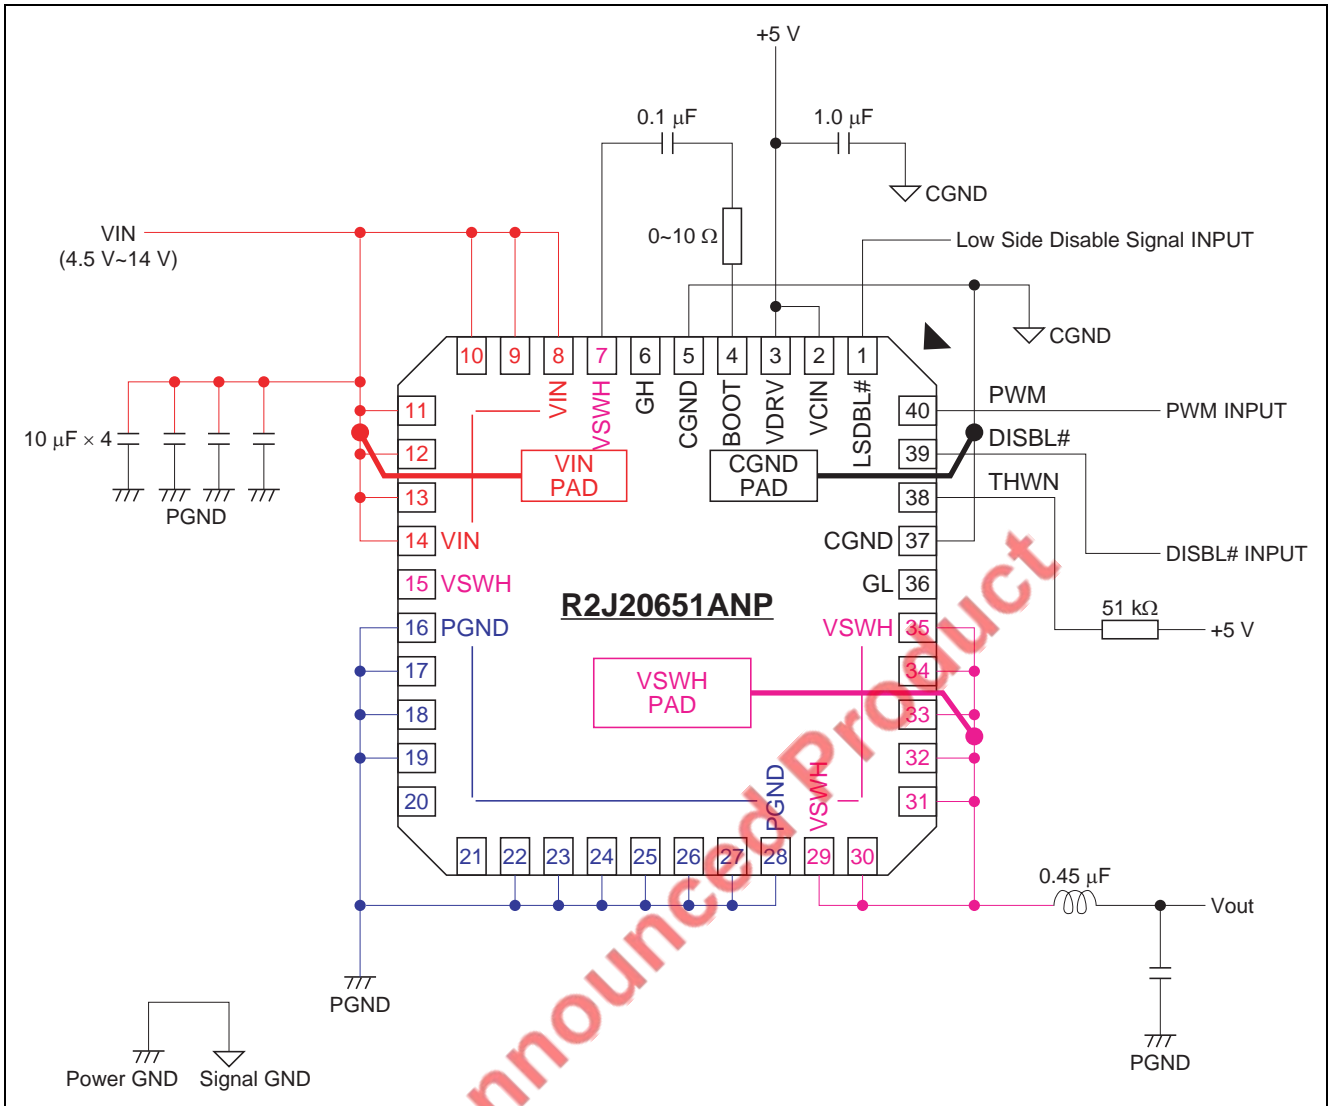 +5 V
0.1 μF
1.0 μF
CGND
VIN
(4.5 V~14 V)
0~10 Ω
Low Side Disable Signal INPUT
CGND
10 9 8 7 6 5 4 3 2 1
VIN
VSWH
GH
CGND
BOOT
VDRV
VCIN
LSDBL#
10 μF × 4
PGND
11
12
13
14 VIN
15 VSWH
16 PGND
17
18
19
20
VIN
PAD
CGND
PAD
PWM
40
PWM INPUT
DISBL#
39
THWN
38
CGND 37
DISBL# INPUT
GL 36
51 kΩ
+5 V
R2J20651ANP
VSWH 35
34
33
32
31
VSWH
PAD
PGND
VSWH
21 22 23 24 25 26 27 28 29 30
0.45 μF
Vout
PGND
PGND
Power GND
Signal GND
nnounced Product